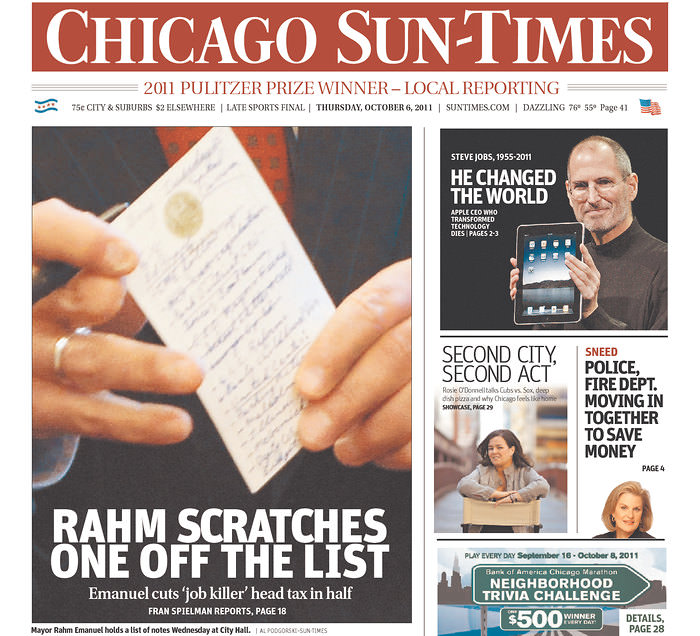 CHICAGO SUN-TIMES
2011 PULITZER PRIZE WINNER – LOCAL REPORTING
75¢ CITY & SUBURBS $2 ELSEWHERE | LATE SPORTS FINAL | THURSDAY, OCTOBER 6, 2011 | SUNTIMES.COM | DAZZLING 76º 55º Page 41
RAHM SCRATCHES
ONE OFF THE LIST
Emanuel cuts ‘job killer’ head tax in half
FRAN SPIELMAN REPORTS, PAGE 18
Mayor Rahm Emanuel holds a list of notes Wednesday at City Hall. | AL PODGORSKI~SUN-TIMES
STEVE JOBS, 1955-2011
HE CHANGED
THE WORLD
APPLE CEO WHO
TRANSFORMED
TECHNOLOGY
DIES | PAGES 2-3
SECOND CITY,
SECOND ACT
Rosie O'Donnell talks Cubs vs. Sox, deep
dish pizza and why Chicago feels like home
SHOWCASE, PAGE 29
SNEED
POLICE,
FIRE DEPT.
MOVING IN
TOGETHER
TO SAVE
MONEY
PAGE 4
PLAY EVERY DAY September 16 - October 8, 2011
Bank of America Chicago Marathon
NEIGHBORHOOD
TRIVIA CHALLENGE
ONE $500 WINNER
EVERY DAY!
DETAILS,
PAGE 28